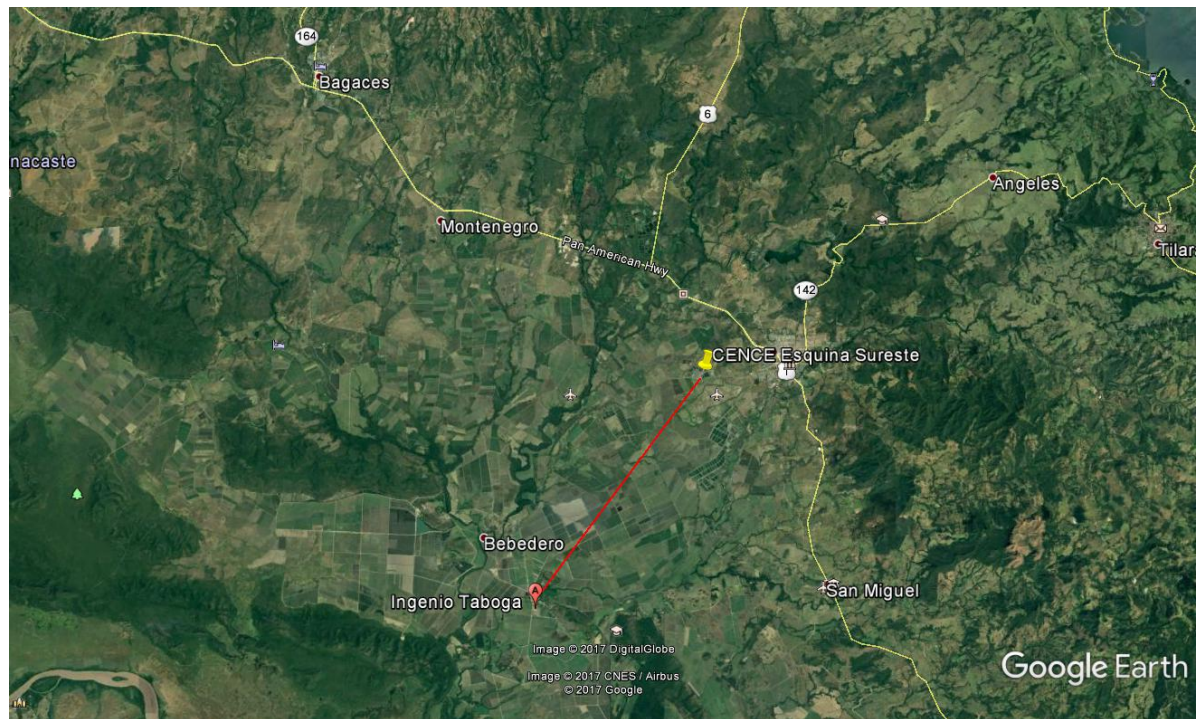 164
Bagaces
6
nacaste
Angeles
Montenegro
Pan-American Hwy
Tilar
142
CENCE Esquina Sureste
Bebedero
A
Ingenio Taboga
San Miguel
Image © 2017 DigitalGlobe
Image © 2017 CNES / Airbus
© 2017 Google
Google Earth